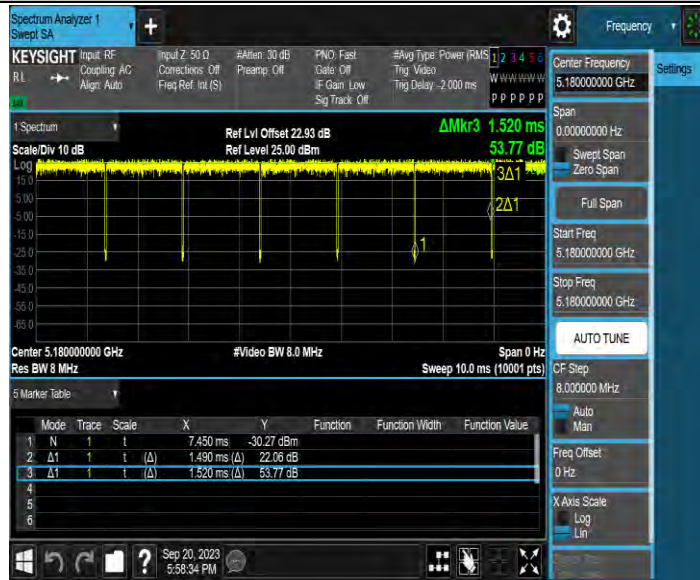 Spectrum Analyzer 1
Swept SA
+
Frequency
KEYSIGHT
RL
Input: RF
Coupling: AC
Align: Auto
Input Z: 50 Ω
Corrections: Off
Freq Ref: Int (S)
#Atten: 30 dB
Preamp: Off
PNO: Fast
Gate: Off
IF Gain: Low
Sig Track: Off
#Avg Type: Power (RMS
Trig: Video
Trig Delay: -2.000 ms
1 2 3 4 5 6
W W W W W W
P P P P P P
1 Spectrum
Scale/Div 10 dB
Ref Lvl Offset 22.93 dB
Ref Level 25.00 dBm
ΔMkr3 1.520 ms
53.77 dB
Log
15.0
5.00
-5.00
-15.0
-25.0
-35.0
-45.0
-55.0
-65.0
3Δ1
2Δ1
1
Center 5.180000000 GHz
#Video BW 8.0 MHz
Span 0 Hz
Res BW 8 MHz
Sweep 10.0 ms (10001 pts)
5 Marker Table
Mode Trace Scale X Y Function Function Width Function Value
1 N 1 t 7.450 ms -30.27 dBm
2 Δ1 1 t (Δ) 1.490 ms (Δ) 22.06 dB
3 Δ1 1 t (Δ) 1.520 ms (Δ) 53.77 dB
4
5
6
?
Sep 20, 2023
5:58:34 PM
Center Frequency
5.180000000 GHz
Settings
Span
0.00000000 Hz
Swept Span
Zero Span
Full Span
Start Freq
5.180000000 GHz
Stop Freq
5.180000000 GHz
AUTO TUNE
CF Step
8.000000 MHz
Auto
Man
Freq Offset
0 Hz
X Axis Scale
Log
Lin